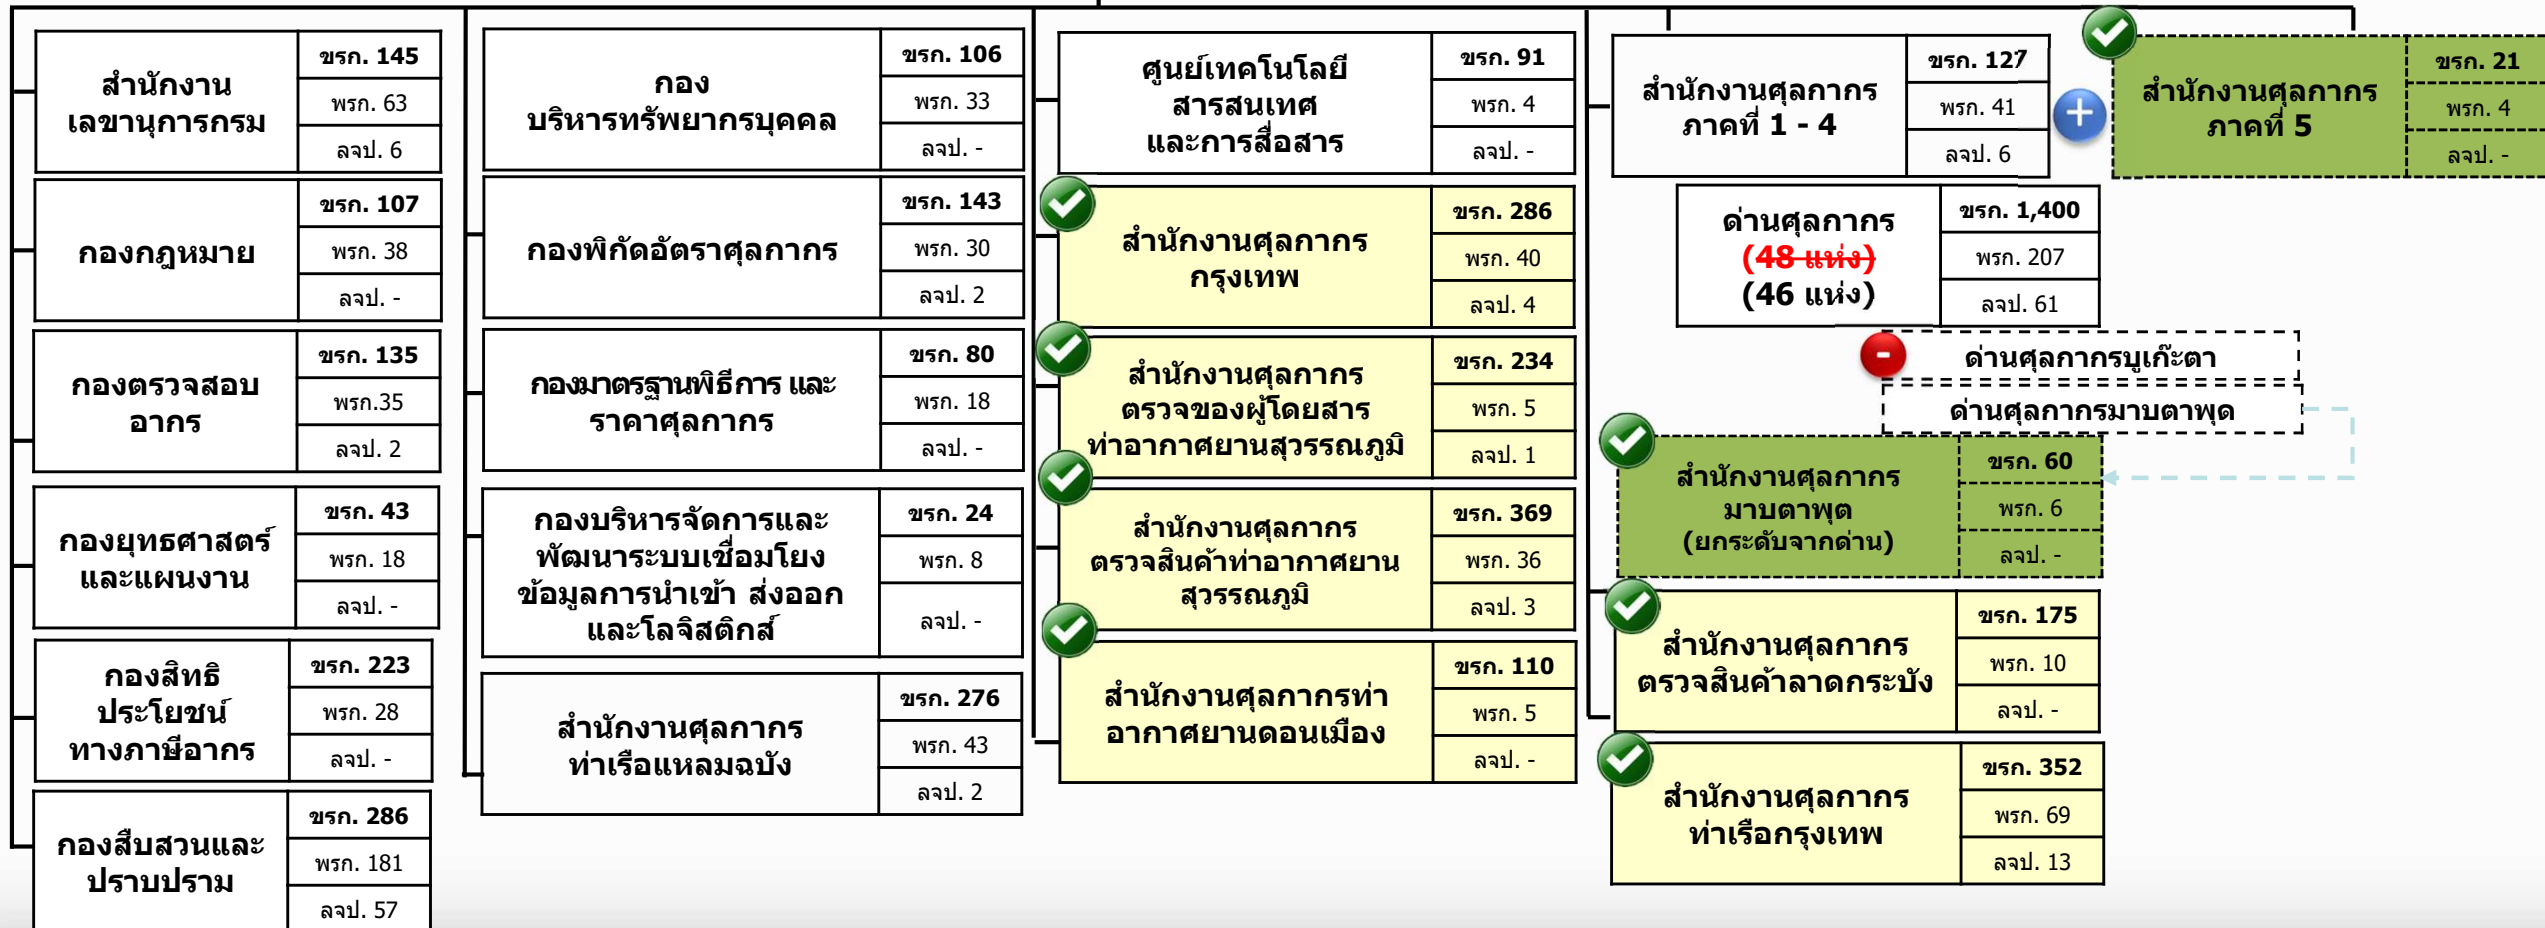 สำนักงาน
เลขานุการกรม
ขรก. 145
พรก. 63
ลจป. 6
กองกฎหมาย
ขรก. 107
พรก. 38
ลจป. -
กองตรวจสอบ
อากร
ขรก. 135
พรก.35
ลจป. 2
กองยุทธศาสตร์
และแผนงาน
ขรก. 43
พรก. 18
ลจป. -
กองสิทธิ
ประโยชน์
ทางภาษีอากร
ขรก. 223
พรก. 28
ลจป. -
กองสืบสวนและ
ปราบปราม
ขรก. 286
พรก. 181
ลจป. 57
กอง
บริหารทรัพยากรบุคคล
ขรก. 106
พรก. 33
ลจป. -
กองพิกัดอัตราศุลกากร
ขรก. 143
พรก. 30
ลจป. 2
กองมาตรฐานพิธีการ และ
ราคาศุลกากร
ขรก. 80
พรก. 18
ลจป. -
กองบริหารจัดการและ
พัฒนาระบบเชื่อมโยง
ข้อมูลการนำเข้า ส่งออก
และโลจิสติกส์
ขรก. 24
พรก. 8
ลจป. -
สำนักงานศุลกากร
ท่าเรือแหลมฉบัง
ขรก. 276
พรก. 43
ลจป. 2
ศูนย์เทคโนโลยี
สารสนเทศ
และการสื่อสาร
ขรก. 91
พรก. 4
ลจป. -
สำนักงานศุลกากร
กรุงเทพ
ขรก. 286
พรก. 40
ลจป. 4
สำนักงานศุลกากร
ตรวจของผู้โดยสาร
ท่าอากาศยานสุวรรณภูมิ
ขรก. 234
พรก. 5
ลจป. 1
สำนักงานศุลกากร
ตรวจสินค้าท่าอากาศยาน
สุวรรณภูมิ
ขรก. 369
พรก. 36
ลจป. 3
สำนักงานศุลกากรท่า
อากาศยานดอนเมือง
ขรก. 110
พรก. 5
ลจป. -
สำนักงานศุลกากร
ภาคที่ 1 - 4
ขรก. 127
พรก. 41
ลจป. 6
+
สำนักงานศุลกากร
ภาคที่ 5
ขรก. 21
พรก. 4
ลจป. -
ด่านศุลกากร
(48 แห่ง)
(46 แห่ง)
ขรก. 1,400
พรก. 207
ลจป. 61
-
ด่านศุลกากรบูเก๊ะตา
ด่านศุลกากรมาบตาพุด
สำนักงานศุลกากร
มาบตาพุต
(ยกระดับจากด่าน)
ขรก. 60
พรก. 6
ลจป. -
สำนักงานศุลกากร
ตรวจสินค้าลาดกระบัง
ขรก. 175
พรก. 10
ลจป. -
สำนักงานศุลกากร
ท่าเรือกรุงเทพ
ขรก. 352
พรก. 69
ลจป. 13